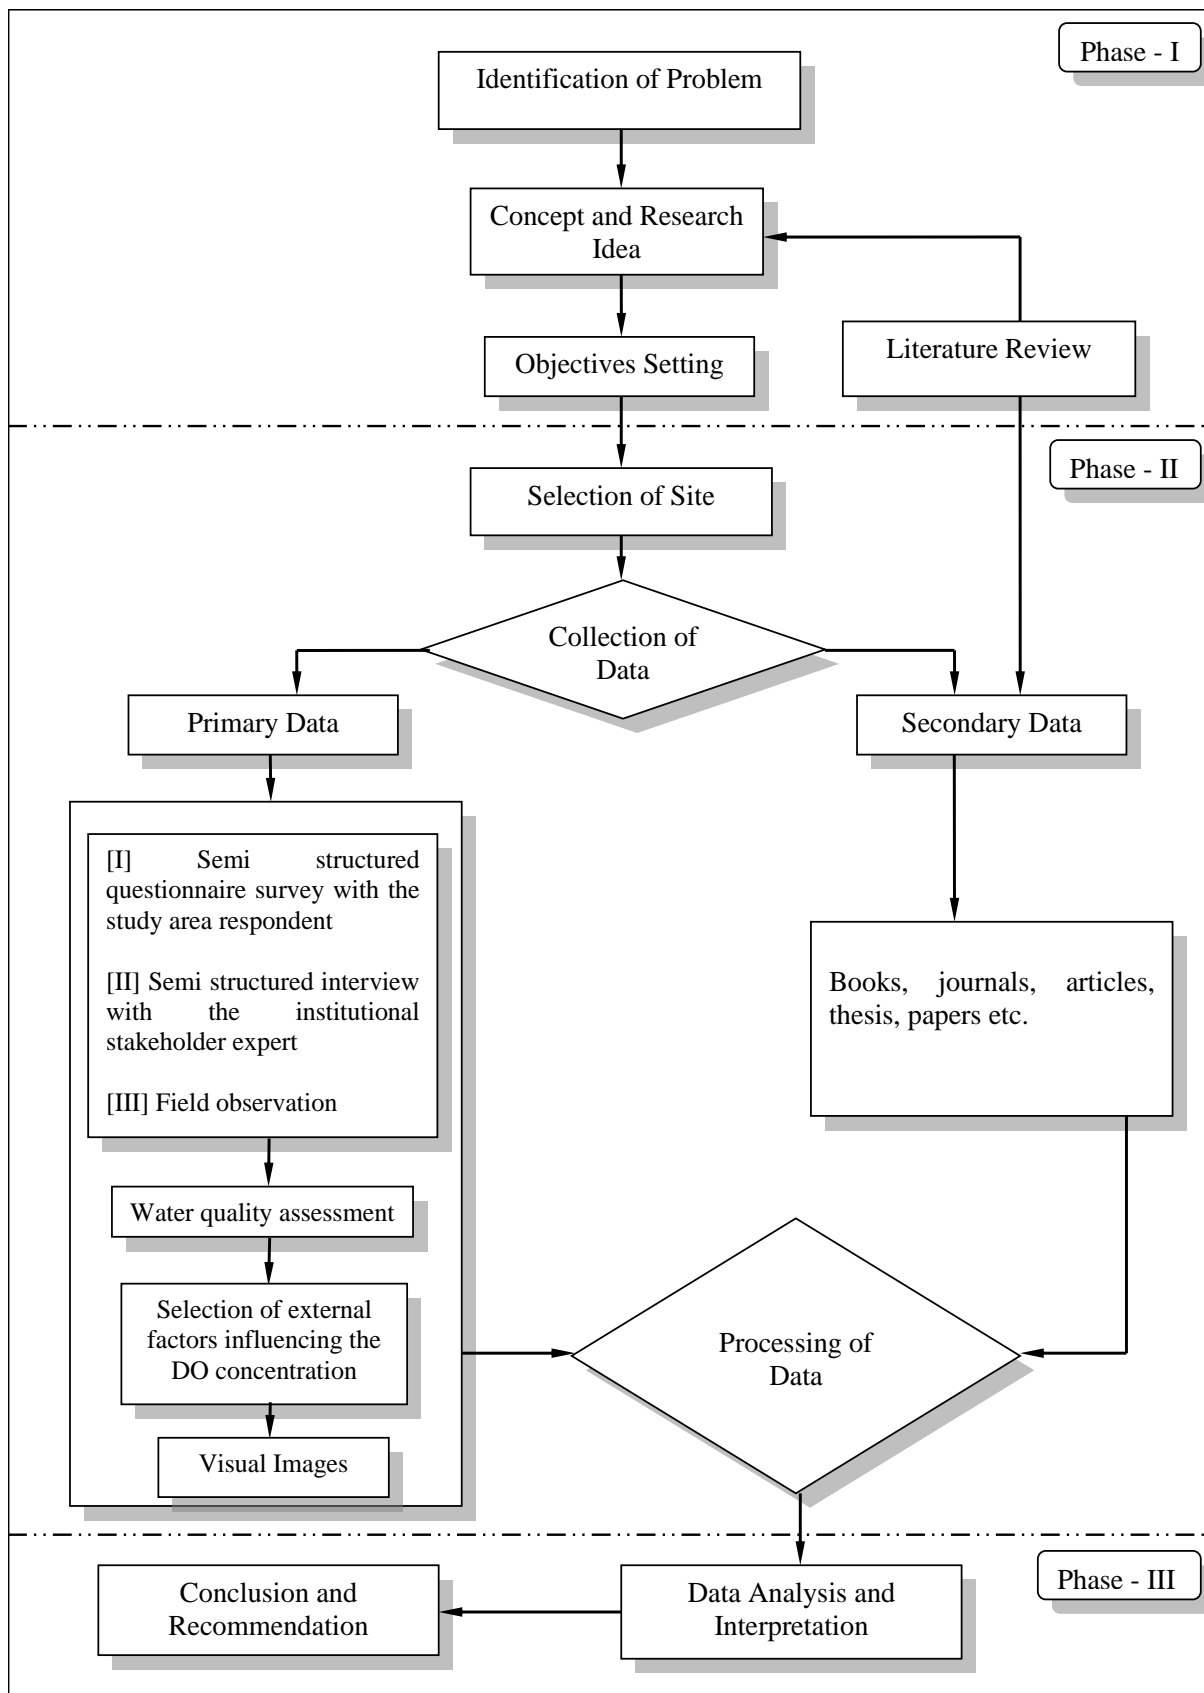 Phase - I
Identification of Problem
Concept and Research
Idea
Objectives Setting
Literature Review
Phase - II
Selection of Site
Collection of
Data
Primary Data
Secondary Data
[I] Semi structured
questionnaire survey with the
study area respondent
[II] Semi structured interview
with the institutional
stakeholder expert
[III] Field observation
Books, journals, articles,
thesis, papers etc.
Water quality assessment
Selection of external
factors influencing the
DO concentration
Visual Images
Processing of
Data
Phase - III
Conclusion and
Recommendation
Data Analysis and
Interpretation